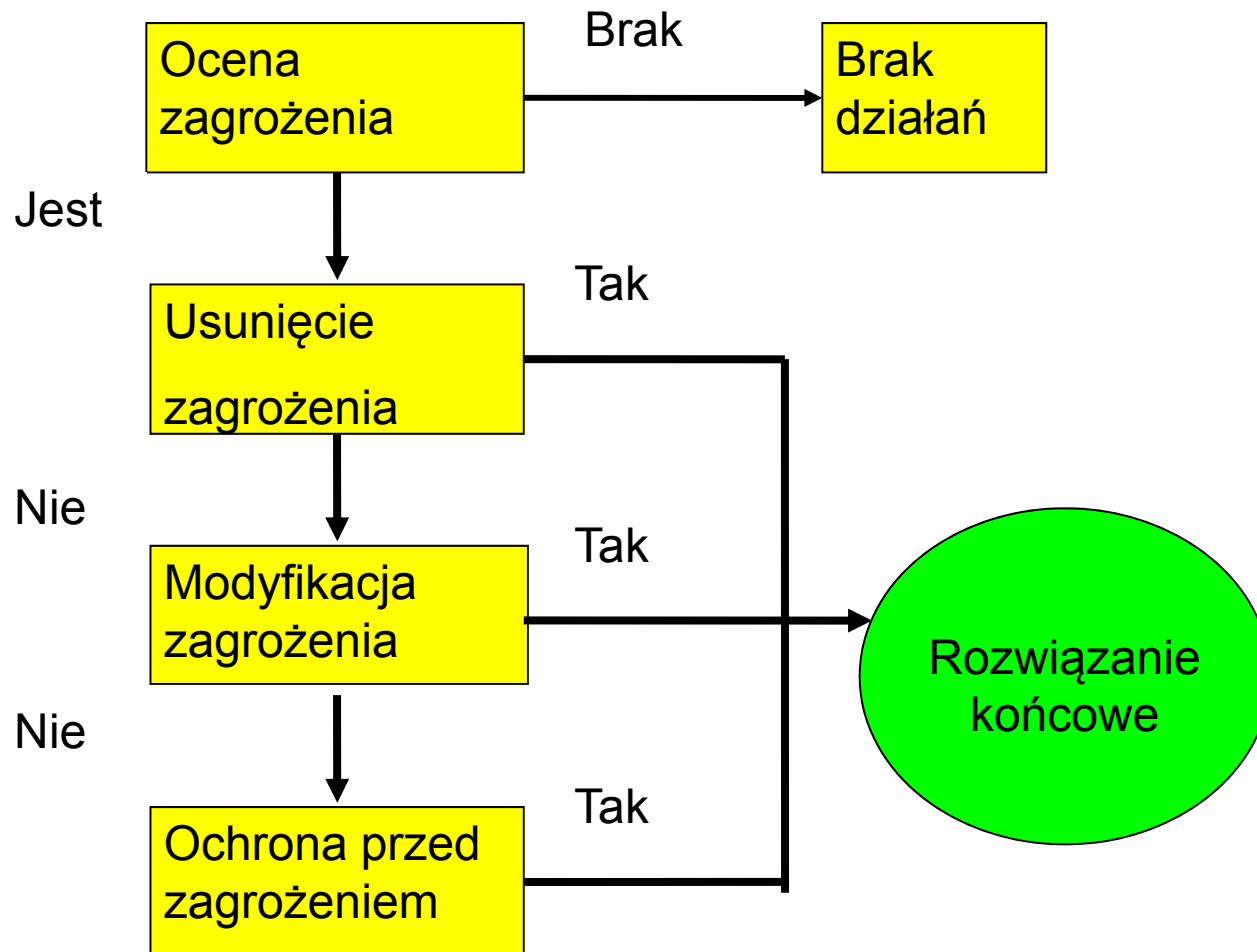 Ocena
zagrożenia
Brak
Brak
działań
Jest
Usunięcie
zagrożenia
Tak
Nie
Modyfikacja
zagrożenia
Tak
Rozwiązanie
końcowe
Nie
Ochrona przed
zagrożeniem
Tak